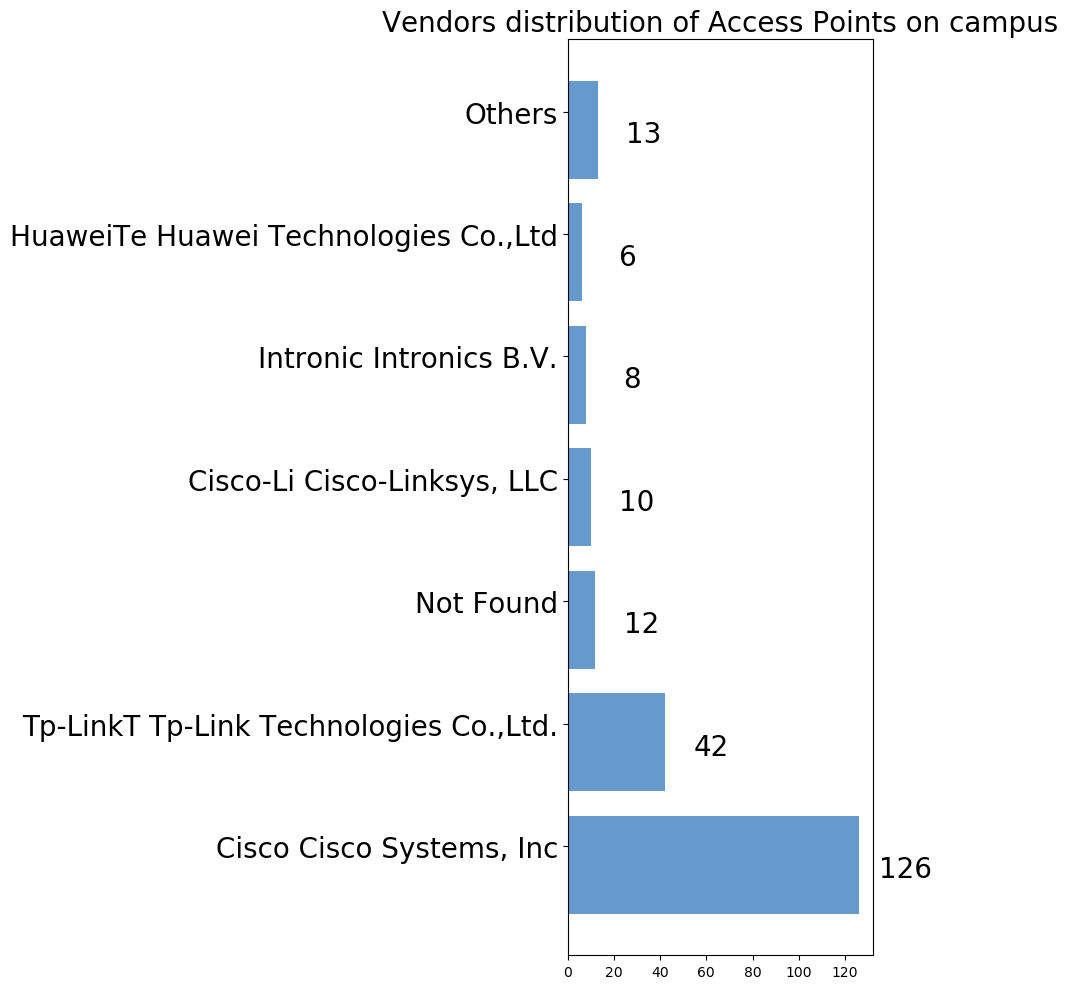 Vendors distribution of Access Points on campus
Others
13
HuaweiTe Huawei Technologies Co.,Ltd
6
Intronic Intronics B.V.
8
Cisco-Li Cisco-Linksys, LLC
10
Not Found
12
Tp-LinkT Tp-Link Technologies Co.,Ltd.
42
Cisco Cisco Systems, Inc
126
0 20 40 60 80 100 120